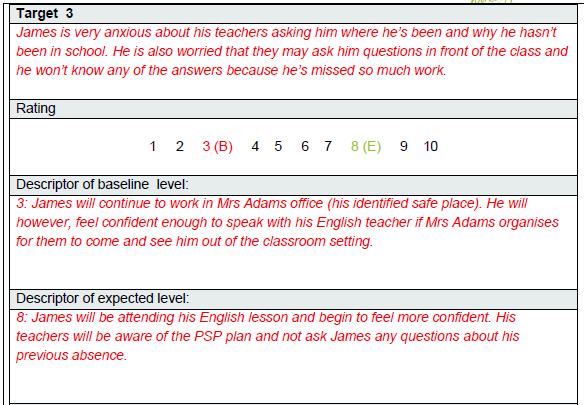 Target 3
James is very anxious about his teachers asking him where he's been and why he hasn't
been in school. He is also worried that they may ask him questions in front of the class and
he won't know any of the answers because he's missed so much work.
Rating
1 2 3 (B) 4 5 6 7 8 (E) 9 10
Descriptor of baseline level:
3: James will continue to work in Mrs Adams office (his identified safe place). He will
however, feel confident enough to speak with his English teacher if Mrs Adams organises
for them to come and see him out of the classroom setting.
Descriptor of expected level:
8: James will be attending his English lesson and begin to feel more confident. His
teachers will be aware of the PSP plan and not ask James any questions about his
previous absence.